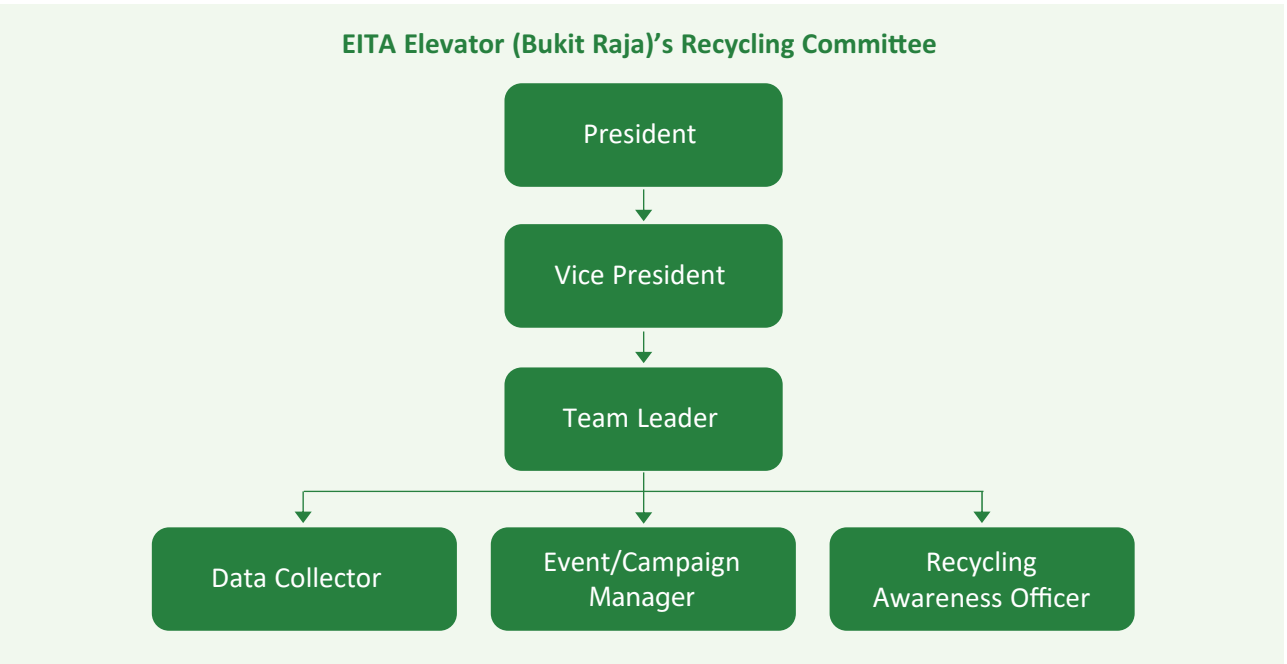 EITA Elevator (Bukit Raja)’s Recycling Committee
President
Vice President
Team Leader
Data Collector
Event/Campaign
Manager
Recycling
Awareness Officer